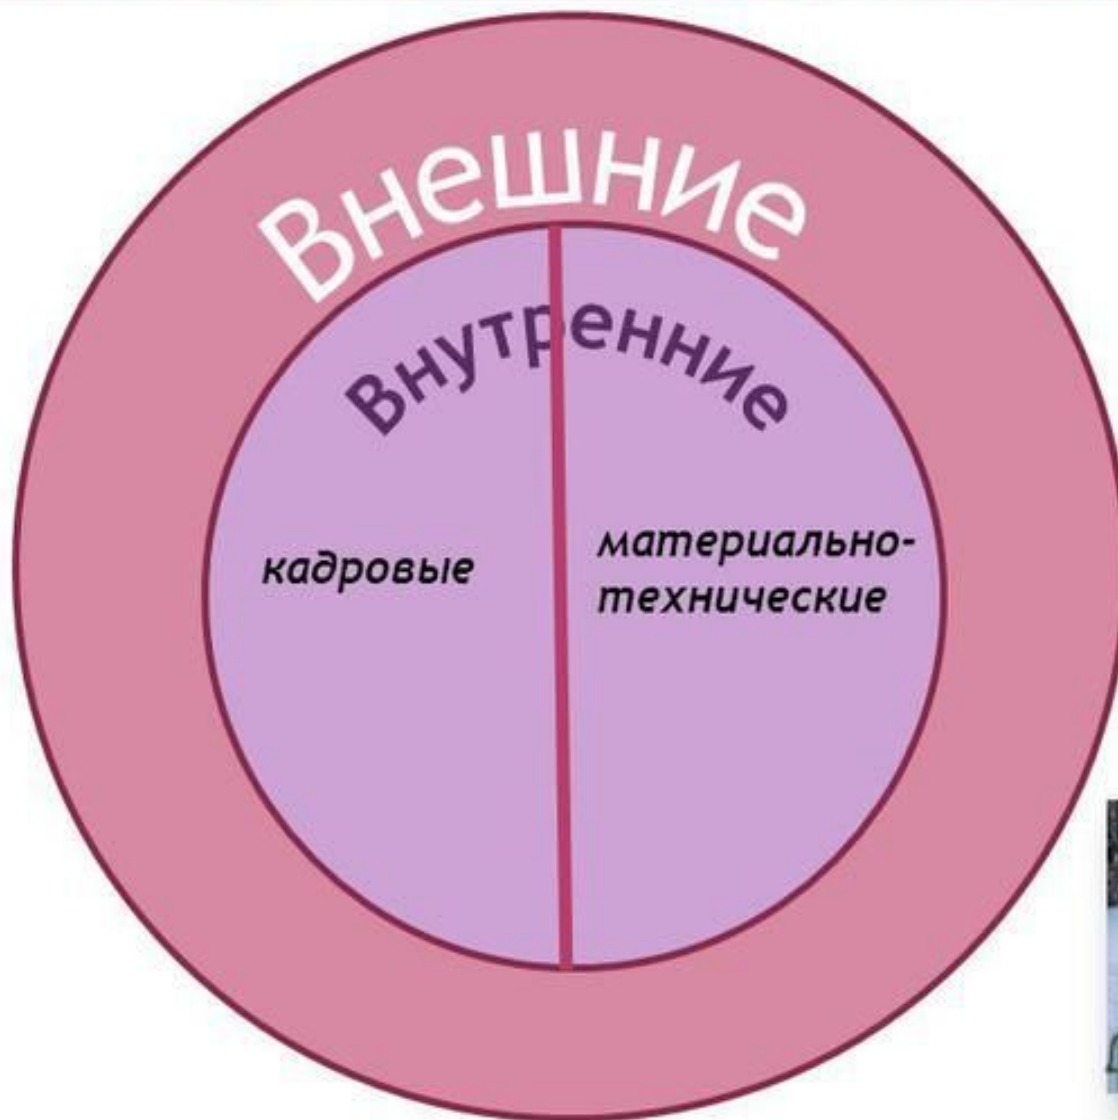 Внешние
Внутренние
кадровые
материально-
технические